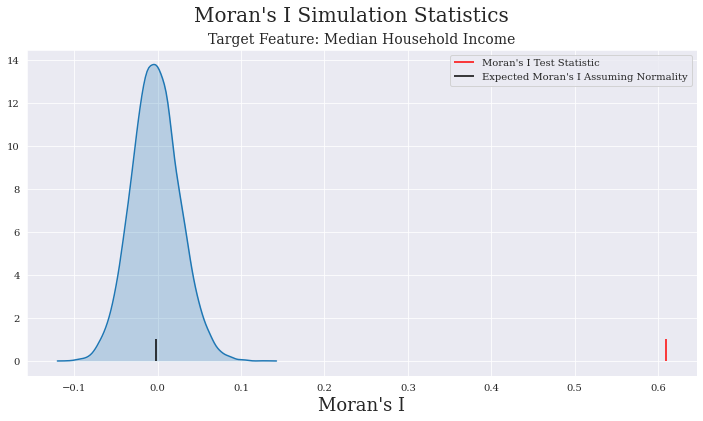 Moran's I Simulation Statistics
Target Feature: Median Household Income
Moran's I Test Statistic
Expected Moran's I Assuming Normality
14
12
10
8
6
4
2
0
−0.1 0.0 0.1 0.2 0.3 0.4 0.5 0.6
Moran's I